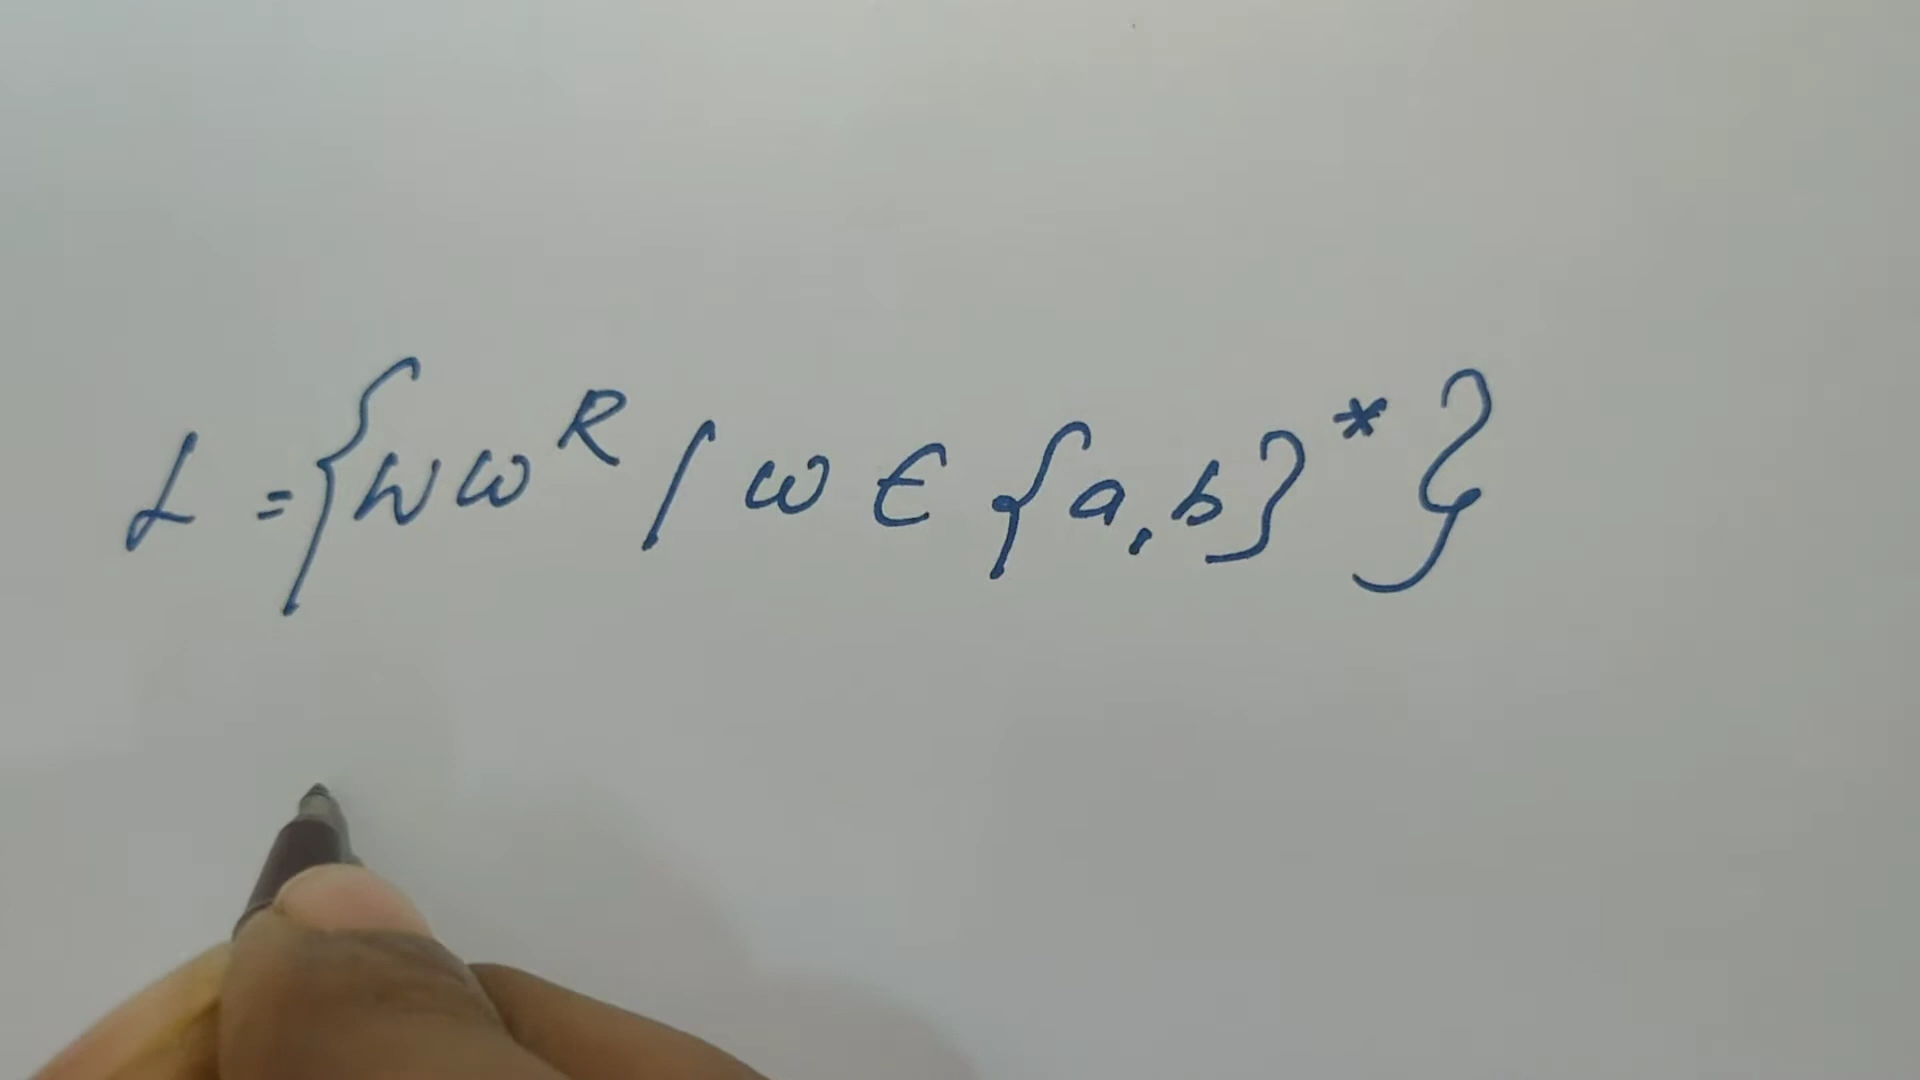 L = {ww^R / w ∈ {a,b}^*}